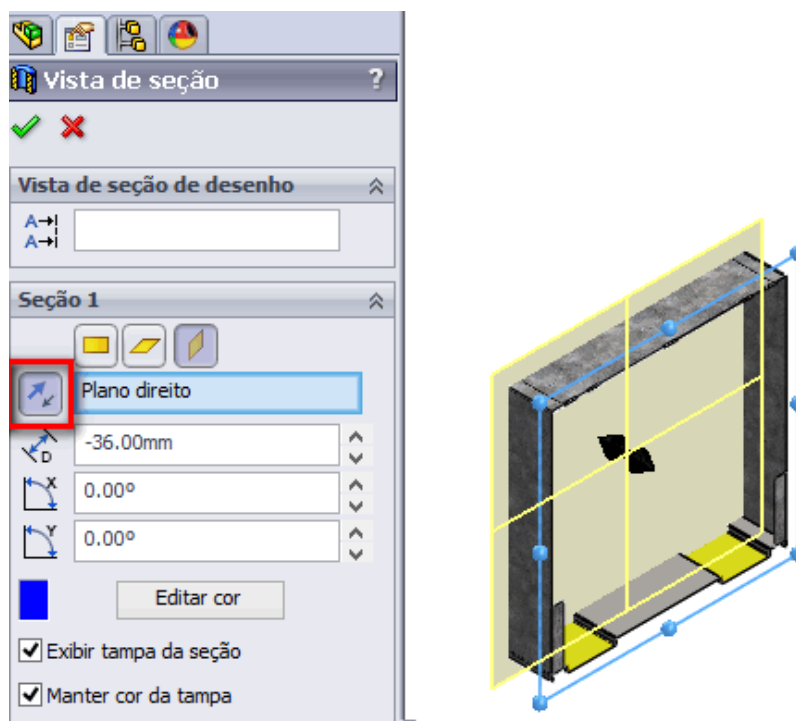 Vista de seção ?
Vista de seção de desenho
A
A
Seção 1
Plano direito
D -36.00mm
X 0.00º
Y 0.00º
Editar cor
Exibir tampa da seção
Manter cor da tampa